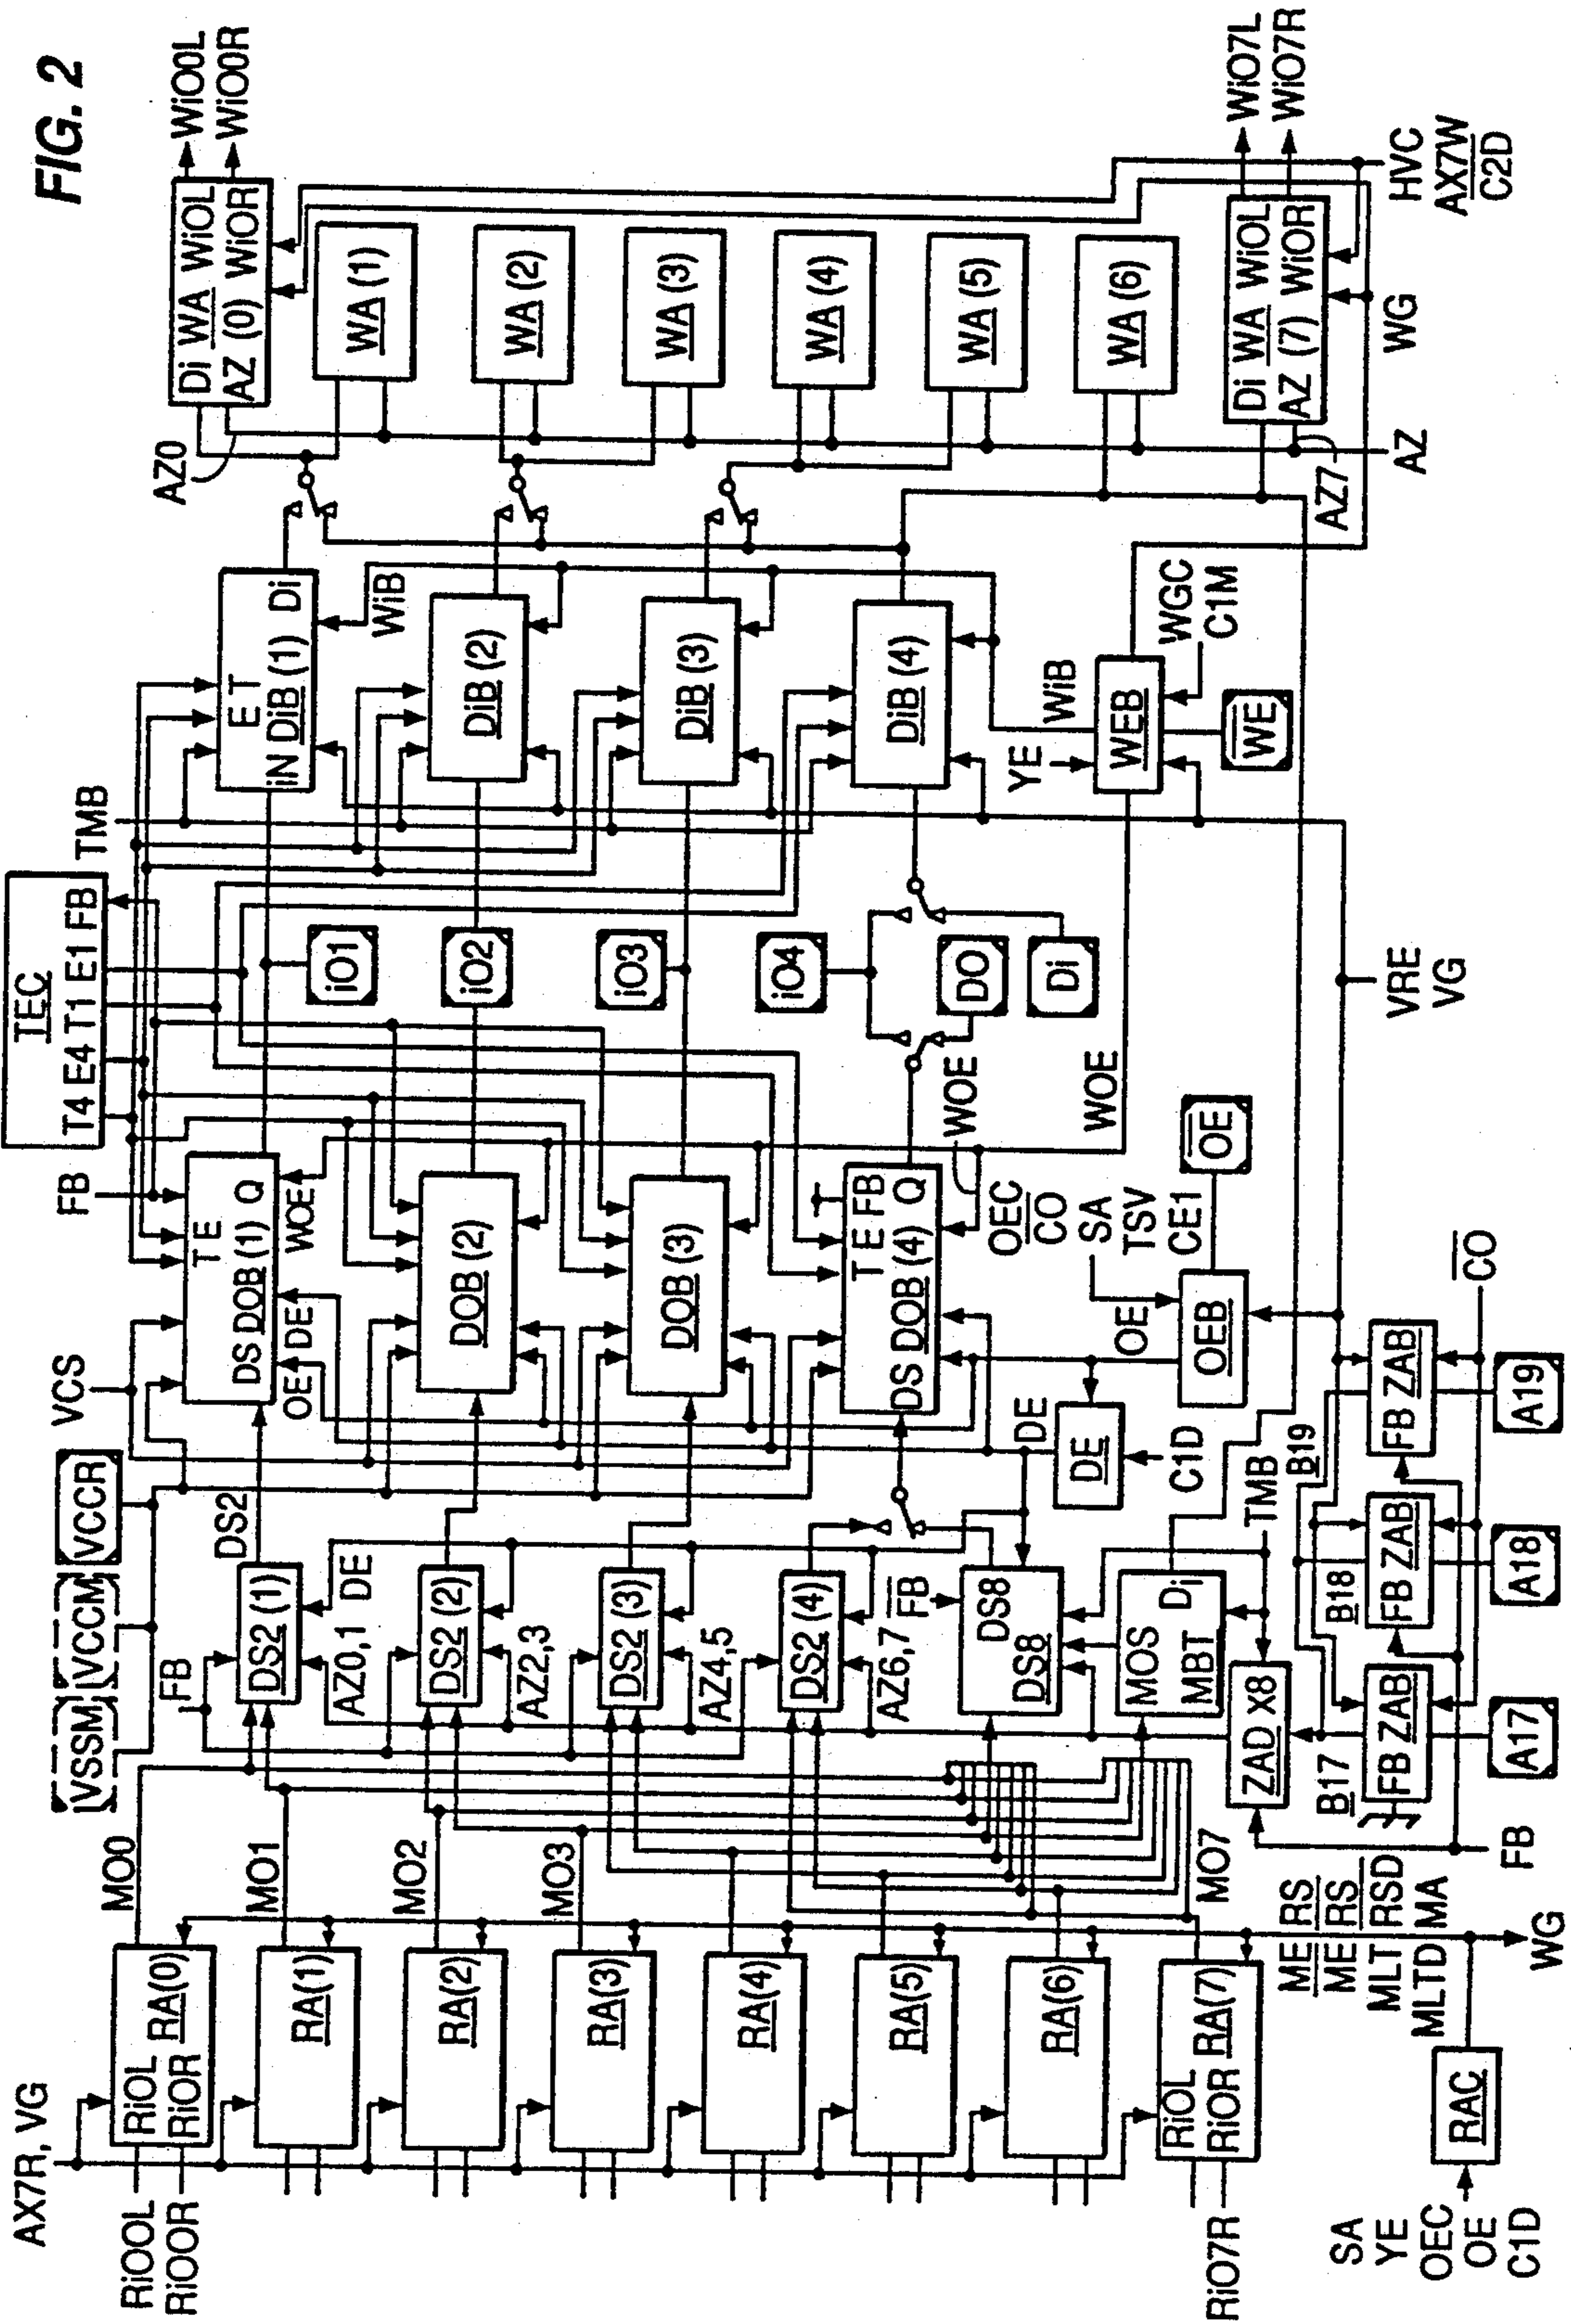 FIG. 2
AX7R, VG
RiOOL
RiOOR
RiOL
RiOR RA(0)
RA(1)
RA(2)
RA(3)
RA(4)
RA(5)
RA(6)
RiOL
RiOR RA(7)
RiO7R
SA
YE
OEC
OE
C1D
RAC
MO0
MO1
MO2
MO3
MO7
ME RS
ME RS
MLT RSD
MLTD MA
WG
VSSM
VCCM
VCCR
FB
DS2
DS2 (1)
DE
AZ0,1
DS2 (2)
AZ2,3
DS2 (3)
AZ4,5
DS2 (4)
AZ6,7
FB
DS8
DS8
MOS Di
MBT
TMB
ZAD X8
B17
B18
B19
FB ZAB
FB ZAB
FB ZAB
A17
A18
A19
FB
CO
VCS
FB
T E
DS DOB (1) Q
OE
DE
WOE
DOB (2)
DOB (3)
T E FB
DS DOB (4) Q
WOE
DE
DE
C1D
OE
OEB
OEC
CO
SA
TSV
CE1
OE
WOE
TEC
T4 E4 T1 E1 FB
TMB
iO1
iO2
iO3
iO4
DO
Di
VRE
VG
E T
iN DiB (1) Di
WiB
DiB (2)
DiB (3)
DiB (4)
WiB
YE
WEB
WGC
C1M
WE
AZ0
AZ7
AZ
Di WA WiOL
AZ (0) WiOR
WiO0L
WiO0R
WA (1)
WA (2)
WA (3)
WA (4)
WA (5)
WA (6)
Di WA WiOL
AZ (7) WiOR
WiO7L
WiO7R
WG
HVC
AX7W
C2D